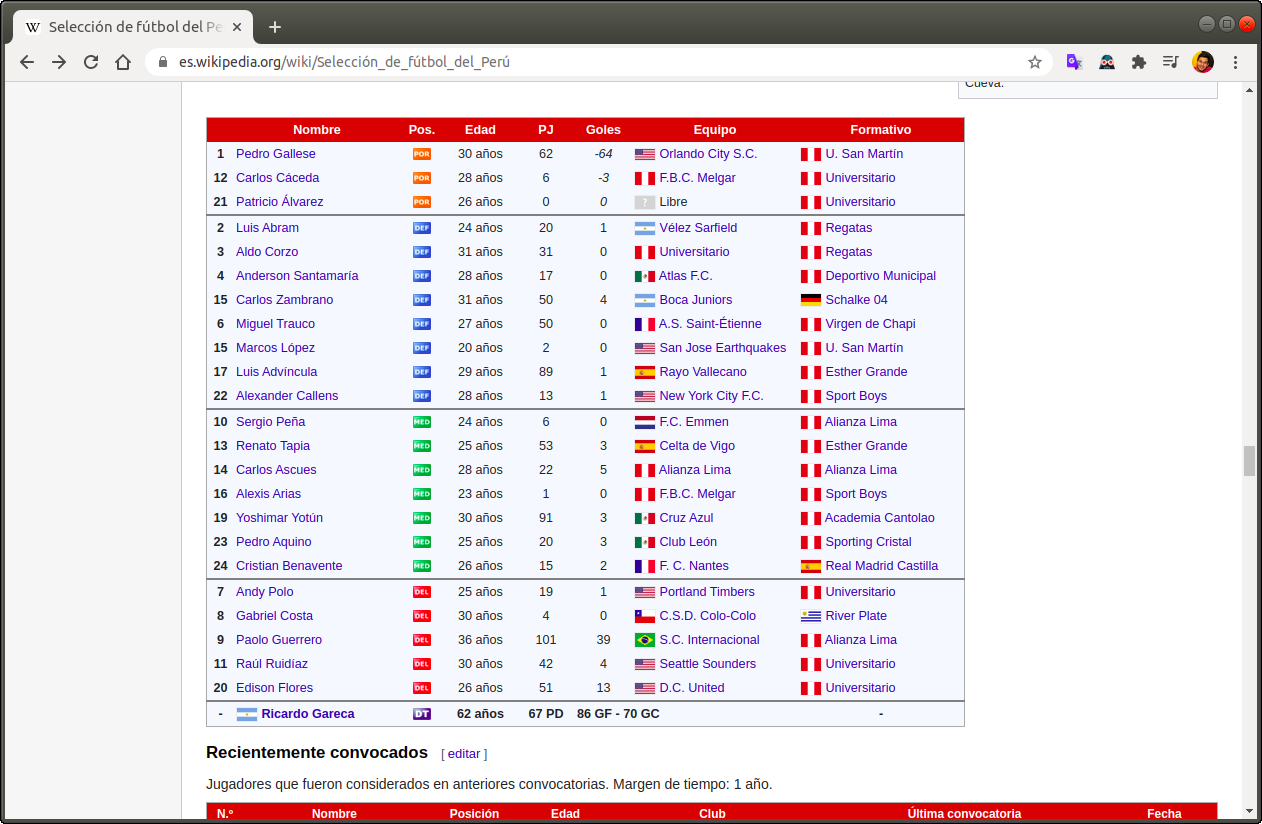 Selección de fútbol del Pe
es.wikipedia.org/wiki/Selección_de_fútbol_del_Perú
Cueva.
Nombre Pos. Edad PJ Goles Equipo Formativo
1 Pedro Gallese POR 30 años 62 -64 Orlando City S.C. U. San Martín
12 Carlos Cáceda POR 28 años 6 -3 F.B.C. Melgar Universitario
21 Patricio Álvarez POR 26 años 0 0 ? Libre Universitario
2 Luis Abram DEF 24 años 20 1 Vélez Sarfield Regatas
3 Aldo Corzo DEF 31 años 31 0 Universitario Regatas
4 Anderson Santamaría DEF 28 años 17 0 Atlas F.C. Deportivo Municipal
15 Carlos Zambrano DEF 31 años 50 4 Boca Juniors Schalke 04
6 Miguel Trauco DEF 27 años 50 0 A.S. Saint-Étienne Virgen de Chapi
15 Marcos López DEF 20 años 2 0 San Jose Earthquakes U. San Martín
17 Luis Advíncula DEF 29 años 89 1 Rayo Vallecano Esther Grande
22 Alexander Callens DEF 28 años 13 1 New York City F.C. Sport Boys
10 Sergio Peña MED 24 años 6 0 F.C. Emmen Alianza Lima
13 Renato Tapia MED 25 años 53 3 Celta de Vigo Esther Grande
14 Carlos Ascues MED 28 años 22 5 Alianza Lima Alianza Lima
16 Alexis Arias MED 23 años 1 0 F.B.C. Melgar Sport Boys
19 Yoshimar Yotún MED 30 años 91 3 Cruz Azul Academia Cantolao
23 Pedro Aquino MED 25 años 20 3 Club León Sporting Cristal
24 Cristian Benavente MED 26 años 15 2 F. C. Nantes Real Madrid Castilla
7 Andy Polo DEL 25 años 19 1 Portland Timbers Universitario
8 Gabriel Costa DEL 30 años 4 0 C.S.D. Colo-Colo River Plate
9 Paolo Guerrero DEL 36 años 101 39 S.C. Internacional Alianza Lima
11 Raúl Ruidíaz DEL 30 años 42 4 Seattle Sounders Universitario
20 Edison Flores DEL 26 años 51 13 D.C. United Universitario
- Ricardo Gareca DT 62 años 67 PD 86 GF - 70 GC -
Recientemente convocados [ editar ]
Jugadores que fueron considerados en anteriores convocatorias. Margen de tiempo: 1 año.
N.º Nombre Posición Edad Club Última convocatoria Fecha